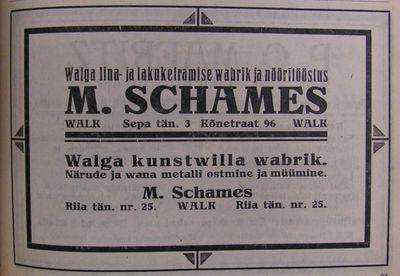 Walga lina- ja lakuketramise wabrik ja nööritööstus
M. SCHAMES
WALK Sepa tän. 3 Kõnetraat 96 WALK
Walga kunstwilla wabrik.
Närude ja wana metalli ostmine ja müümine.
M. Schames
Riia tän. nr. 25. WALK Riia tän. nr. 25.